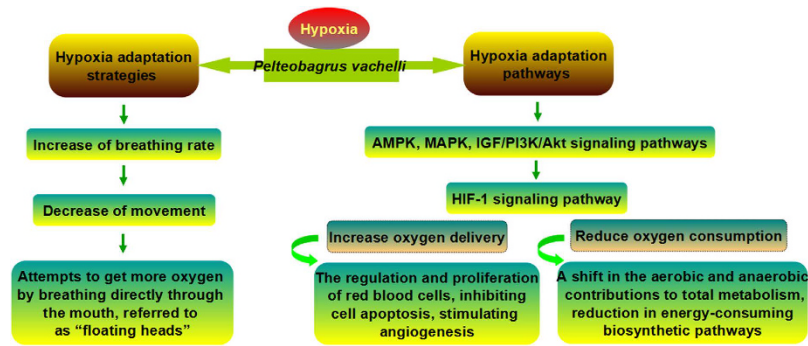 Hypoxia
Pelteobagrus vachelli
Hypoxia adaptation
strategies
Increase of breathing rate
Decrease of movement
Attempts to get more oxygen
by breathing directly through
the mouth, referred to
as “floating heads”
Hypoxia adaptation
pathways
AMPK, MAPK, IGF/PI3K/Akt signaling pathways
HIF-1 signaling pathway
Increase oxygen delivery
The regulation and proliferation
of red blood cells, inhibiting
cell apoptosis, stimulating
angiogenesis
Reduce oxygen consumption
A shift in the aerobic and anaerobic
contributions to total metabolism,
reduction in energy-consuming
biosynthetic pathways